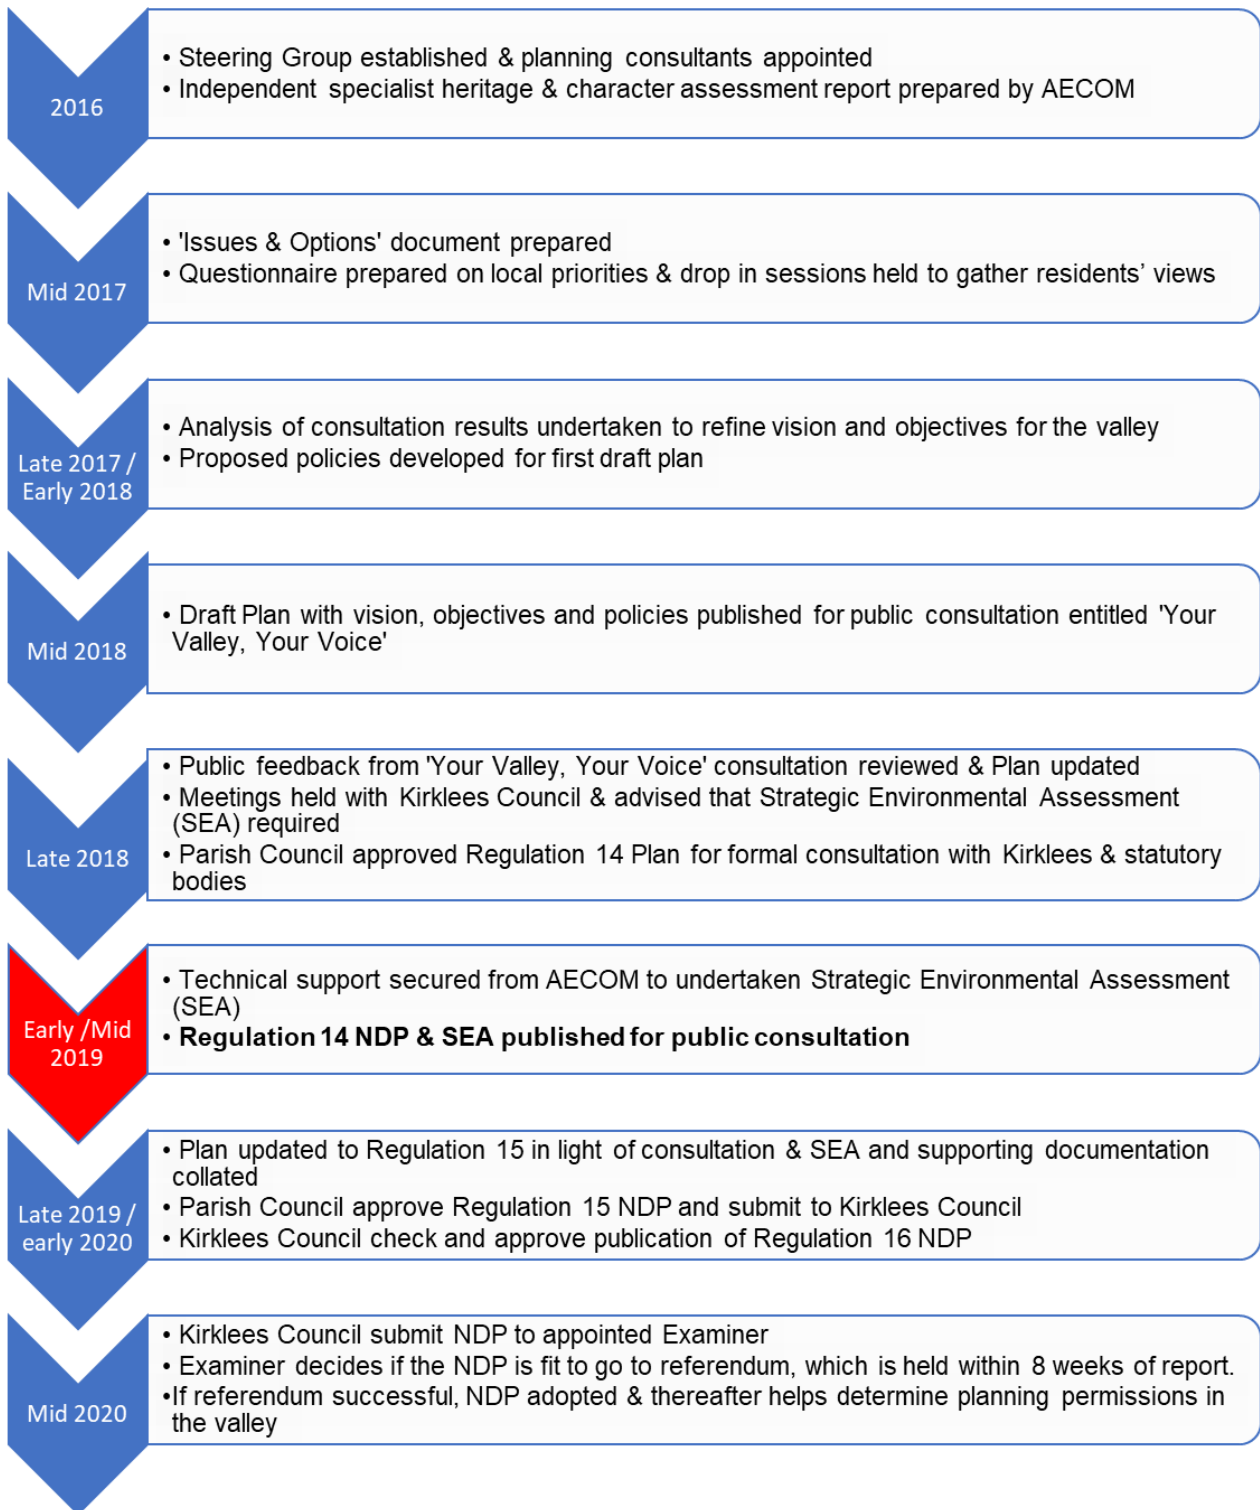 2016
• Steering Group established & planning consultants appointed
• Independent specialist heritage & character assessment report prepared by AECOM
Mid 2017
• 'Issues & Options' document prepared
• Questionnaire prepared on local priorities & drop in sessions held to gather residents’ views
Late 2017 /
Early 2018
• Analysis of consultation results undertaken to refine vision and objectives for the valley
• Proposed policies developed for first draft plan
Mid 2018
• Draft Plan with vision, objectives and policies published for public consultation entitled 'Your
Valley, Your Voice'
Late 2018
• Public feedback from 'Your Valley, Your Voice' consultation reviewed & Plan updated
• Meetings held with Kirklees Council & advised that Strategic Environmental Assessment
(SEA) required
• Parish Council approved Regulation 14 Plan for formal consultation with Kirklees & statutory
bodies
Early /Mid
2019
• Technical support secured from AECOM to undertaken Strategic Environmental Assessment
(SEA)
• Regulation 14 NDP & SEA published for public consultation
Late 2019 /
early 2020
• Plan updated to Regulation 15 in light of consultation & SEA and supporting documentation
collated
• Parish Council approve Regulation 15 NDP and submit to Kirklees Council
• Kirklees Council check and approve publication of Regulation 16 NDP
Mid 2020
• Kirklees Council submit NDP to appointed Examiner
• Examiner decides if the NDP is fit to go to referendum, which is held within 8 weeks of report.
•If referendum successful, NDP adopted & thereafter helps determine planning permissions in
the valley